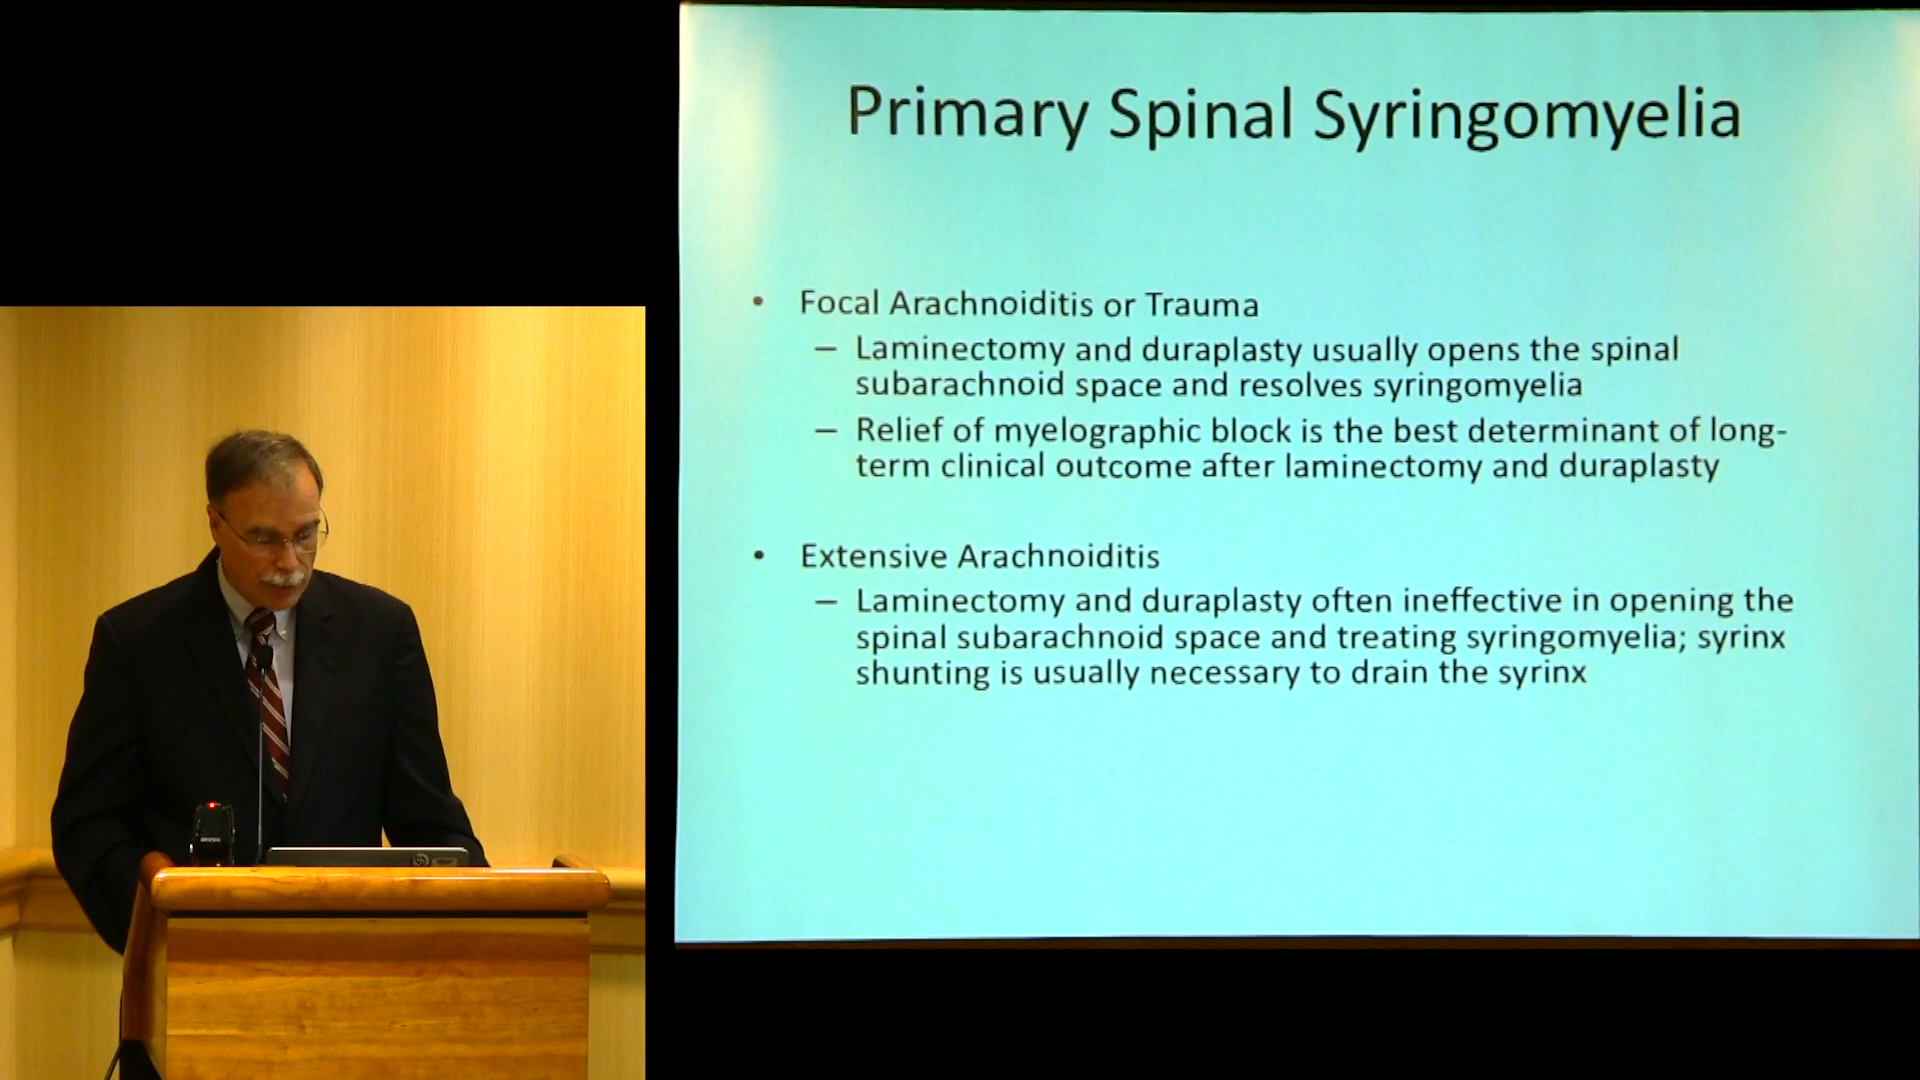 Primary Spinal Syringomyelia
• Focal Arachnoiditis or Trauma
– Laminectomy and duraplasty usually opens the spinal
subarachnoid space and resolves syringomyelia
– Relief of myelographic block is the best determinant of long-
term clinical outcome after laminectomy and duraplasty
• Extensive Arachnoiditis
– Laminectomy and duraplasty often ineffective in opening the
spinal subarachnoid space and treating syringomyelia; syrinx
shunting is usually necessary to drain the syrinx